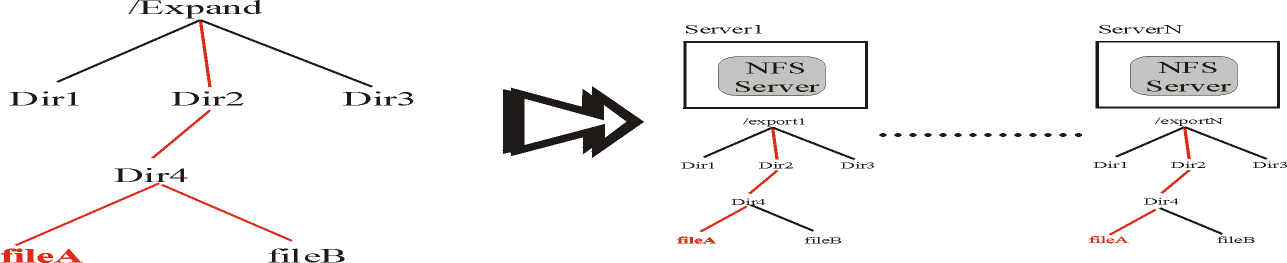 /Expand
Dir1 Dir2 Dir3
Dir4
fileA fileB
Server1
NFS
Server
/export1
Dir1 Dir2 Dir3
Dir4
fileA fileB
ServerN
NFS
Server
/exportN
Dir1 Dir2 Dir3
Dir4
fileA fileB